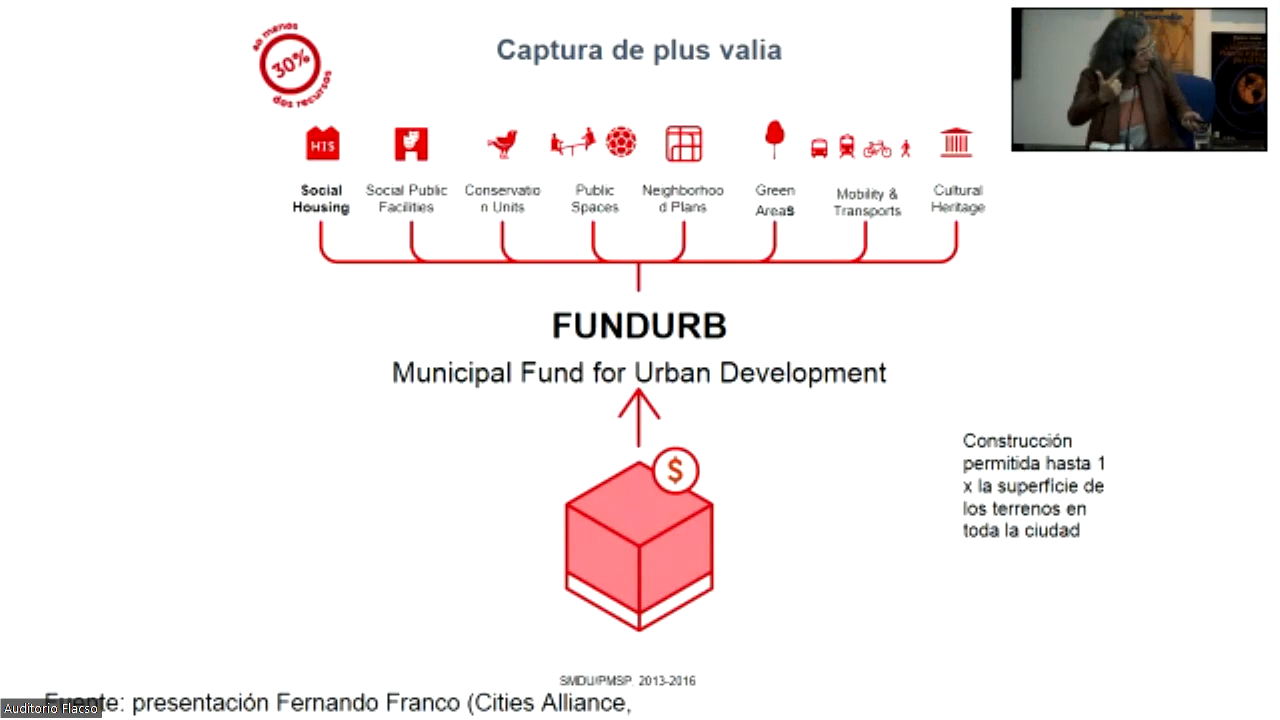 ao menos
30%
dos recursos
Captura de plus valia
HIS
Social
Housing
Social Public
Facilities
Conservatio
n Units
Public
Spaces
Neighborhoo
d Plans
Green
Areas
Mobility &
Transports
Cultural
Heritage
FUNDURB
Municipal Fund for Urban Development
$
Construcción
permitida hasta 1
x la superficie de
los terrenos en
toda la ciudad
SMDU/PMSP, 2013-2016
Fuente: presentación Fernando Franco (Cities Alliance,
Auditorio Flacso